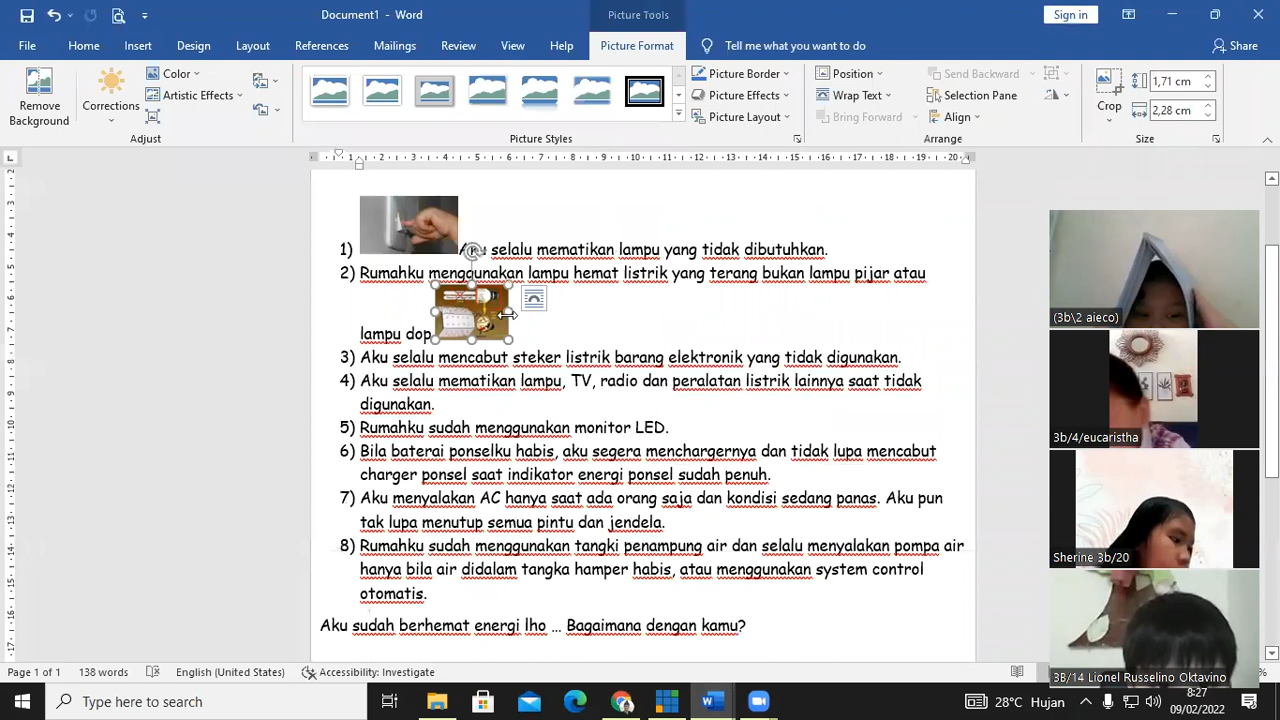 Document1 - Word
Picture Tools
Sign in
File
Home
Insert
Design
Layout
References
Mailings
Review
View
Help
Picture Format
Tell me what you want to do
Share
Remove Background
Corrections
Color
Artistic Effects
Picture Border
Picture Effects
Picture Layout
Position
Wrap Text
Bring Forward
Send Backward
Selection Pane
Align
Crop
1,71 cm
2,28 cm
Adjust
Picture Styles
Arrange
Size
1) Aku selalu mematikan lampu yang tidak dibutuhkan.
2) Rumahku menggunakan lampu hemat listrik yang terang bukan lampu pijar atau
lampu dop
3) Aku selalu mencabut steker listrik barang elektronik yang tidak digunakan.
4) Aku selalu mematikan lampu, TV, radio dan peralatan listrik lainnya saat tidak
digunakan.
5) Rumahku sudah menggunakan monitor LED.
6) Bila baterai ponselku habis, aku segera menchargernya dan tidak lupa mencabut
charger ponsel saat indikator energi ponsel sudah penuh.
7) Aku menyalakan AC hanya saat ada orang saja dan kondisi sedang panas. Aku pun
tak lupa menutup semua pintu dan jendela.
8) Rumahku sudah menggunakan tangki penampung air dan selalu menyalakan pompa air
hanya bila air didalam tangka hamper habis, atau menggunakan system control
otomatis.
Aku sudah berhemat energi lho ... Bagaimana dengan kamu?
(3b\2 aieco)
3b/4/eucaristha
Sherine 3b/20
3B/14 Lionel Russelino Oktavino
Page 1 of 1
138 words
English (United States)
Accessibility: Investigate
Type here to search
28°C Hujan
8:27
09/02/2022